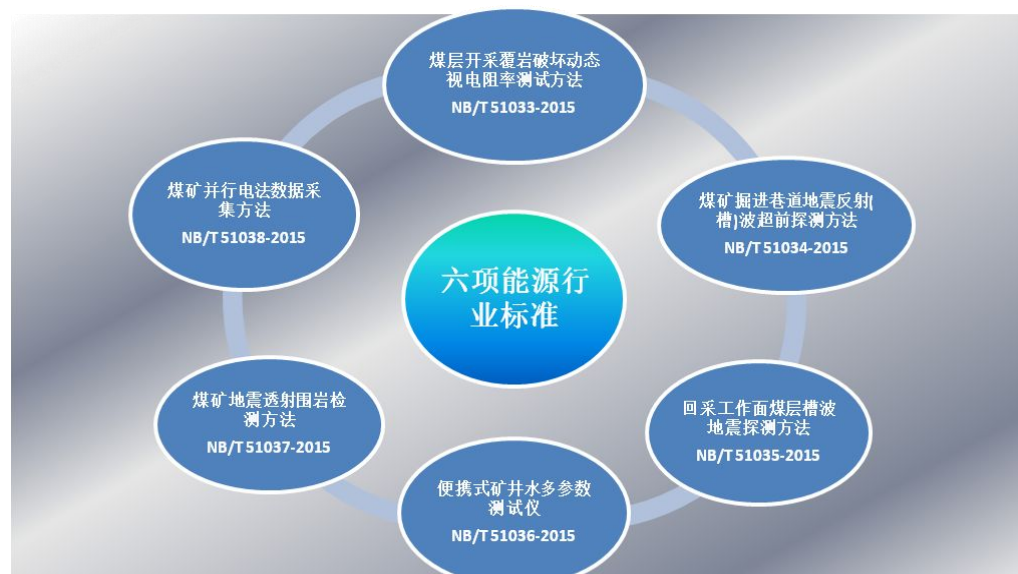 煤层开采覆岩破坏动态
视电阻率测试方法
NB/T 51033-2015
煤矿掘进巷道地震反射(
槽)波超前探测方法
NB/T 51034-2015
回采工作面煤层槽波
地震探测方法
NB/T 51035-2015
便携式矿井水多参数
测试仪
NB/T 51036-2015
煤矿地震透射围岩检
测方法
NB/T 51037-2015
煤矿并行电法数据采
集方法
NB/T 51038-2015
六项能源行
业标准